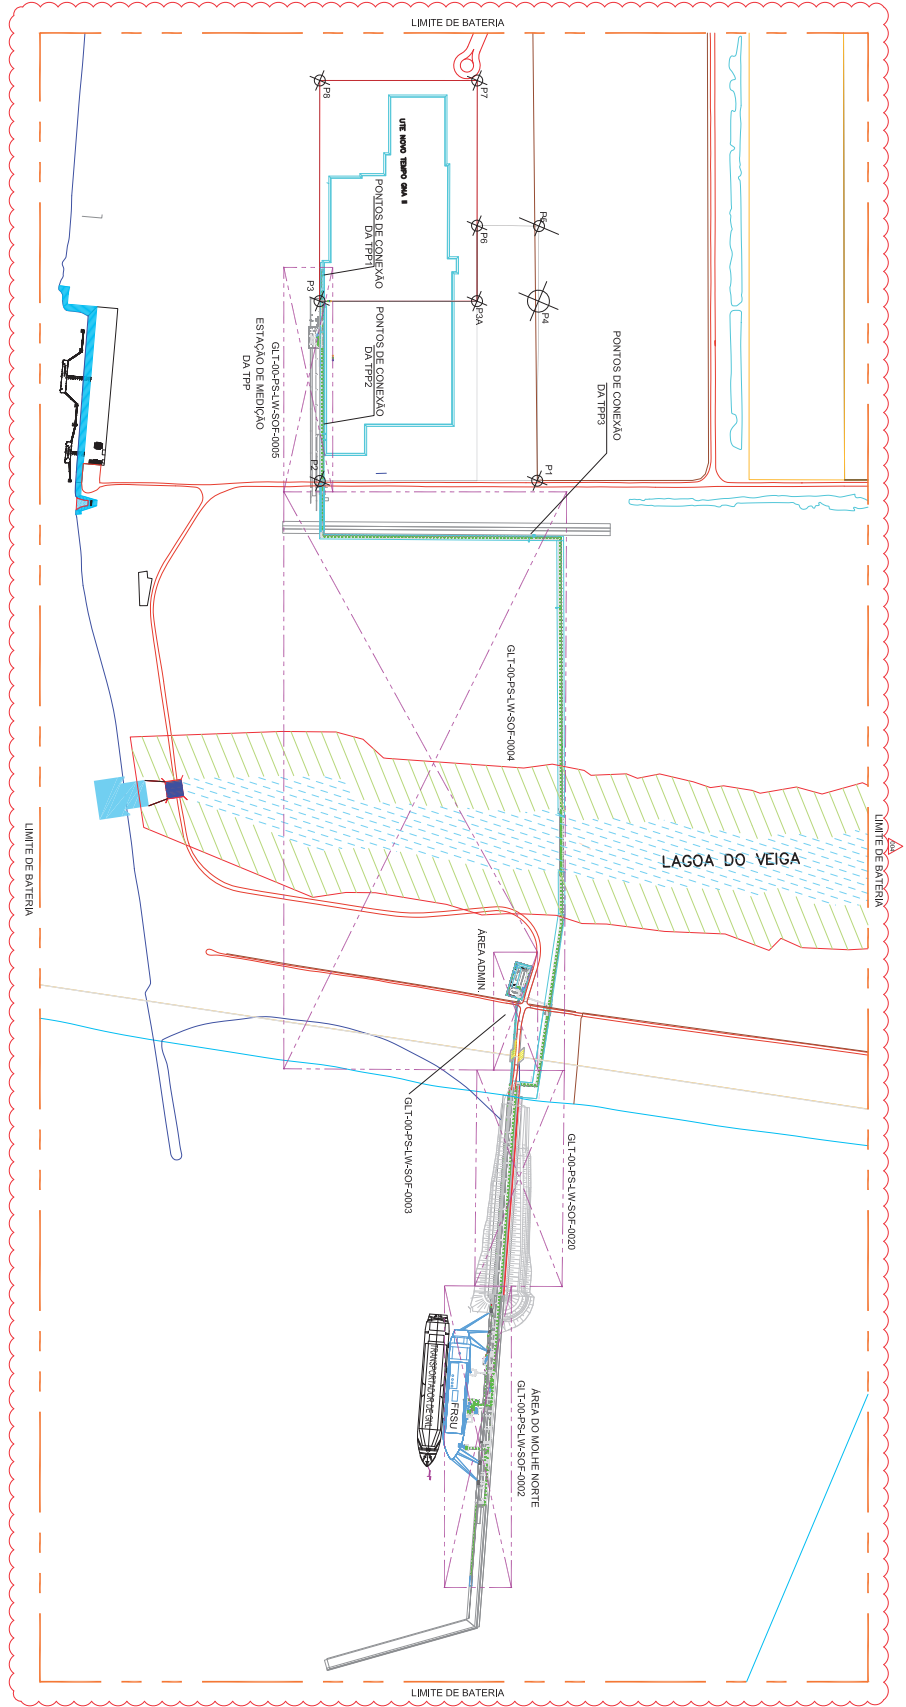 LIMITE DE BATERIA
P8
P7
UTE NOVO TEMPO GNA II
PONTOS DE CONEXÃO
DA TPP1
P6
P5
P3
P3A
P4
PONTOS DE CONEXÃO
DA TPP2
PONTOS DE CONEXÃO
DA TPP3
GLT-00-PS-LW-SOF-0005
ESTAÇÃO DE MEDIÇÃO
DA TPP
P2
P1
GLT-00-PS-LW-SOF-0004
LAGOA DO VEIGA
LIMITE DE BATERIA
LIMITE DE BATERIA
ÁREA ADMIN.
GLT-00-PS-LW-SOF-0003
GLT-00-PS-LW-SOF-0020
TRANSPORTADOR DE GNL
FRSU
ÁREA DO MOLHE NORTE
GLT-00-PS-LW-SOF-0002
LIMITE DE BATERIA